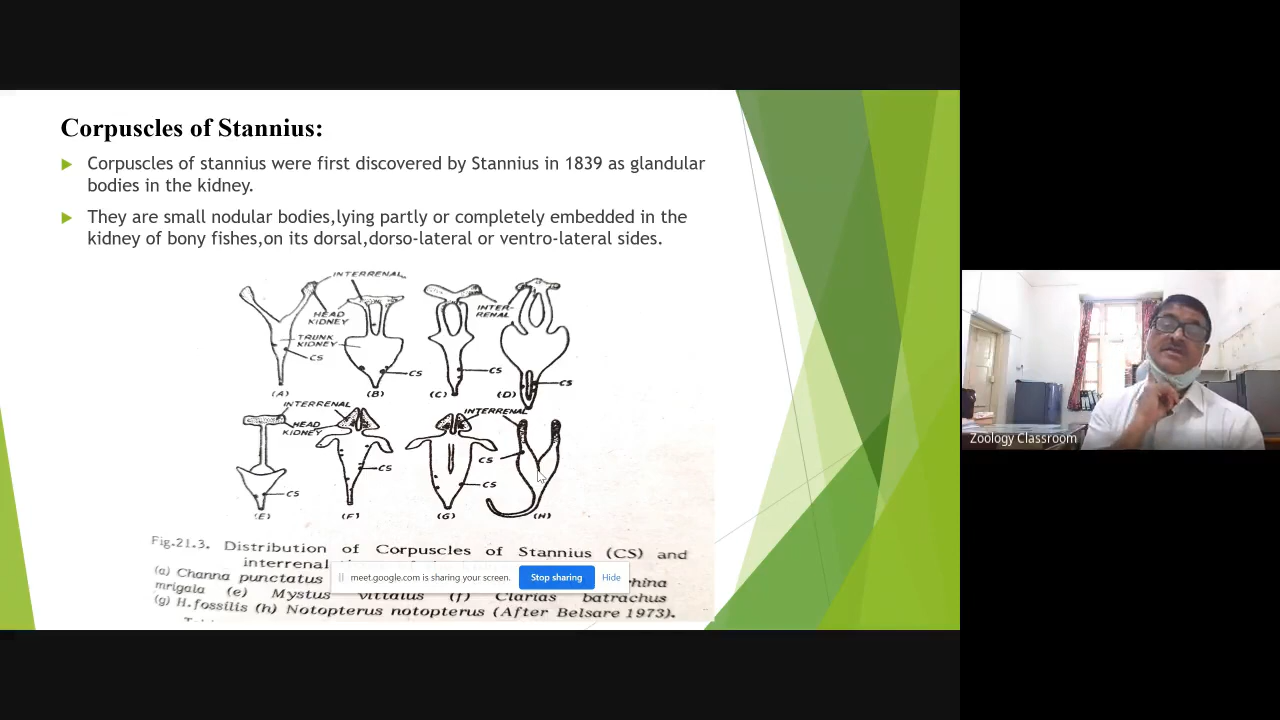 Corpuscles of Stannius:
Corpuscles of stannius were first discovered by Stannius in 1839 as glandular
bodies in the kidney.
They are small nodular bodies,lying partly or completely embedded in the
kidney of bony fishes,on its dorsal,dorso-lateral or ventro-lateral sides.
INTERRENAL
HEAD
KIDNEY
TRUNK
KIDNEY
CS
CS
INTER-
RENAL
CS
CS
(A)
(B)
(C)
(D)
INTERRENAL
HEAD
KIDNEY
CS
CS
INTERRENAL
CS
CS
(E)
(F)
(G)
(H)
Fig.21.3. Distribution of Corpuscles of Stannius (CS) and
interrenal
(a) Channa punctatus
mrigala (e) Mystus vittatus (f) Clarias batrachus
(g) H.fossilis (h) Notopterus notopterus (After Belsare 1973).
meet.google.com is sharing your screen.
Stop sharing
Hide
Zoology Classroom